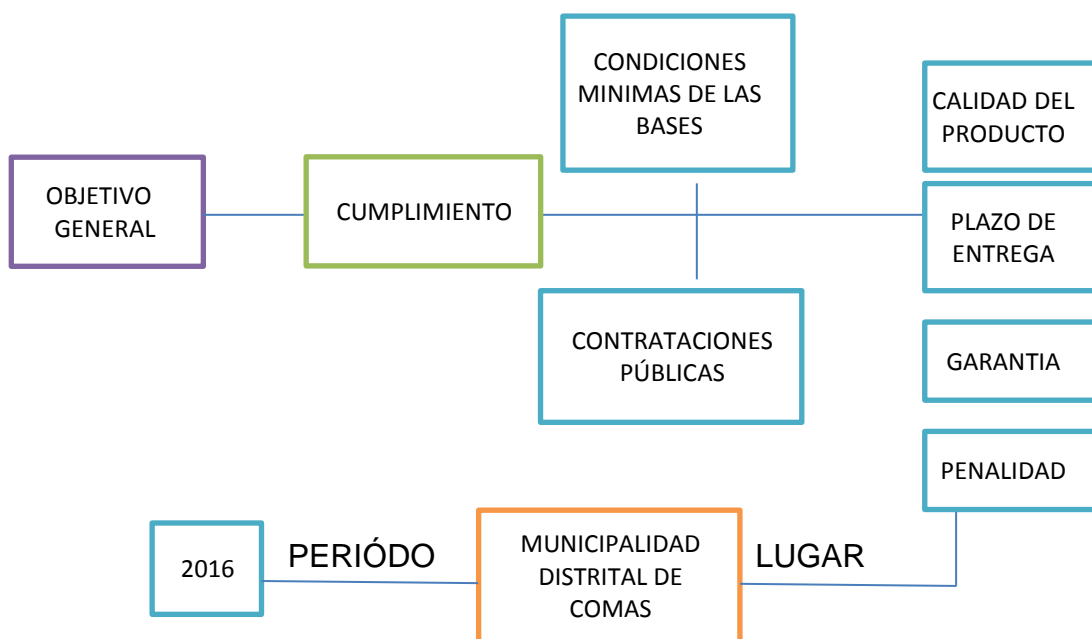 CONDICIONES
MINIMAS DE LAS
BASES
CALIDAD DEL
PRODUCTO
OBJETIVO
GENERAL
CUMPLIMIENTO
PLAZO DE
ENTREGA
CONTRATACIONES
PÚBLICAS
GARANTIA
PENALIDAD
2016
PERIÓDO
MUNICIPALIDAD
DISTRITAL DE
COMAS
LUGAR